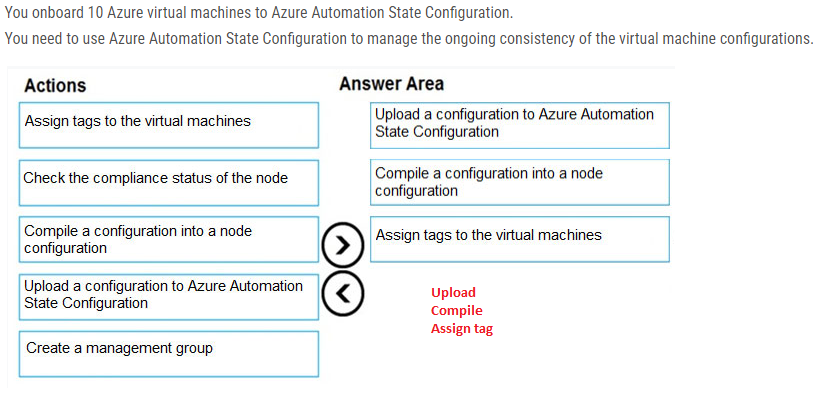 You onboard 10 Azure virtual machines to Azure Automation State Configuration.
You need to use Azure Automation State Configuration to manage the ongoing consistency of the virtual machine configurations.
Actions
Assign tags to the virtual machines
Check the compliance status of the node
Compile a configuration into a node
configuration
Upload a configuration to Azure Automation
State Configuration
Create a management group
Answer Area
Upload a configuration to Azure Automation
State Configuration
Compile a configuration into a node
configuration
Assign tags to the virtual machines
Upload
Compile
Assign tag